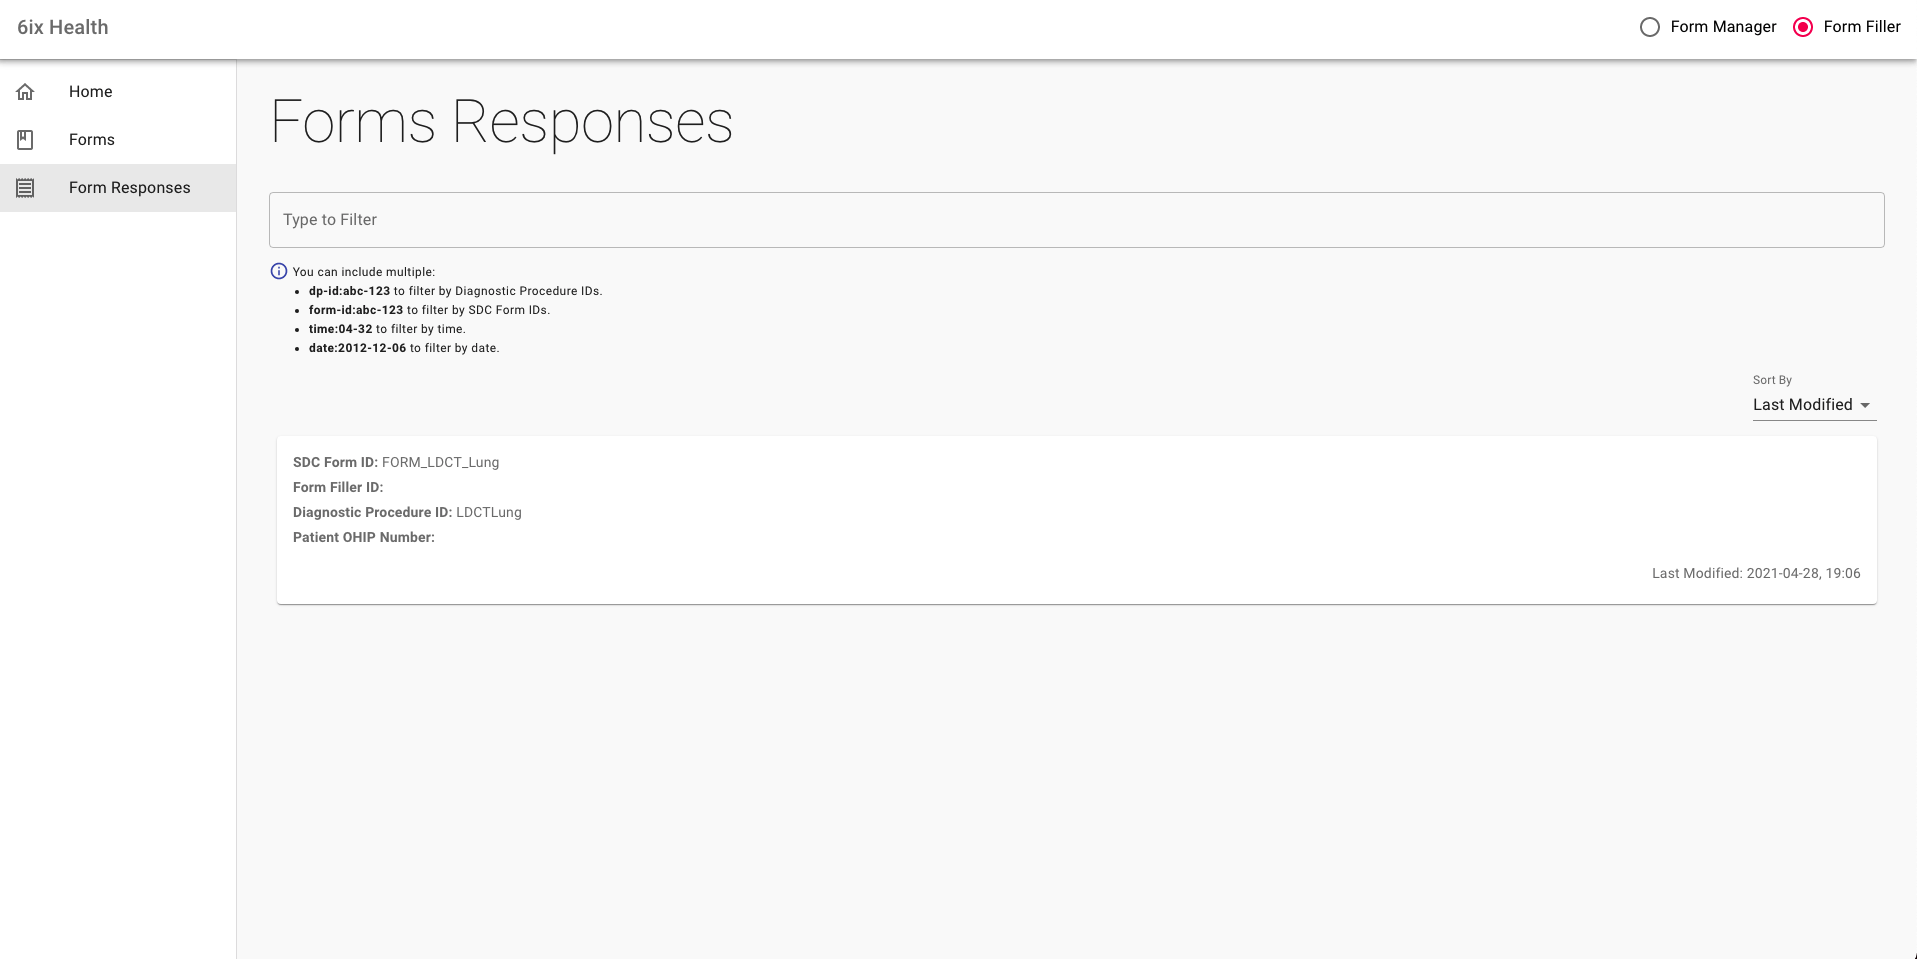 6ix Health
Form Manager
Form Filler
Home
Forms
Form Responses
Forms Responses
Type to Filter
You can include multiple:
dp-id:abc-123 to filter by Diagnostic Procedure IDs.
form-id:abc-123 to filter by SDC Form IDs.
time:04-32 to filter by time.
date:2012-12-06 to filter by date.
Sort By
Last Modified
SDC Form ID: FORM_LDCT_Lung
Form Filler ID:
Diagnostic Procedure ID: LDCTLung
Patient OHIP Number:
Last Modified: 2021-04-28, 19:06